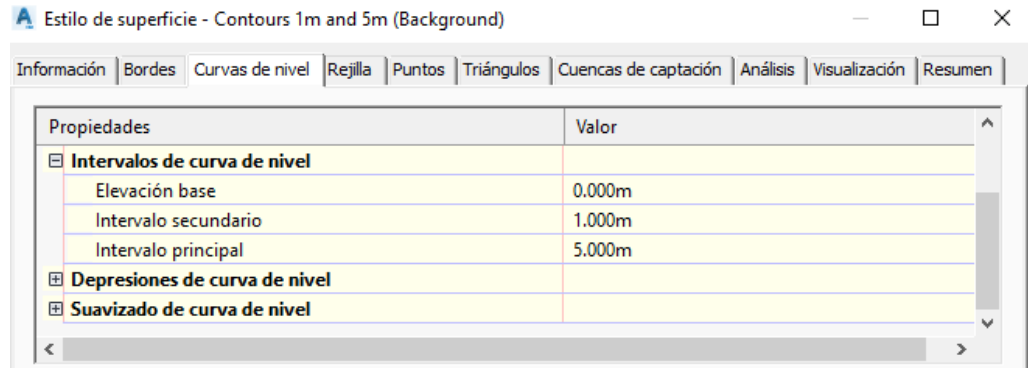 Estilo de superficie - Contours 1m and 5m (Background)
Información Bordes Curvas de nivel Rejilla Puntos Triángulos Cuencas de captación Análisis Visualización Resumen
Propiedades Valor
Intervalos de curva de nivel
Elevación base 0.000m
Intervalo secundario 1.000m
Intervalo principal 5.000m
Depresiones de curva de nivel
Suavizado de curva de nivel